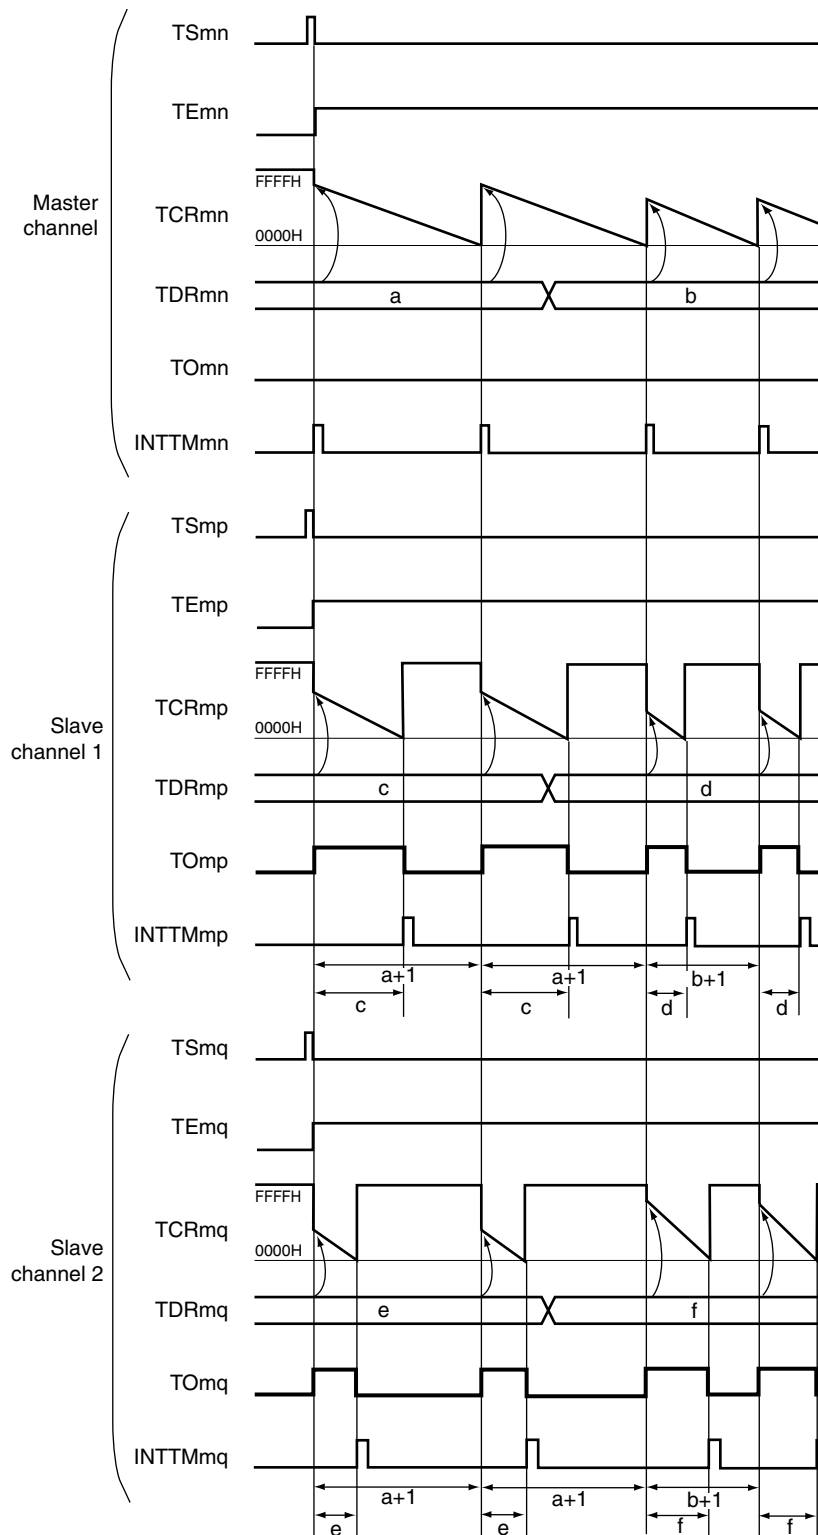 TSmn
TEmn
FFFFH
Master
channel
TCRmn
0000H
TDRmn
a
b
TOmn
INTTMmn
TSmp
TEmp
FFFFH
TCRmp
Slave
channel 1
0000H
TDRmp
c
d
TOmp
INTTMmp
a+1
a+1
b+1
c
c
d
d
TSmq
TEmq
FFFFH
TCRmq
Slave
channel 2
0000H
TDRmq
e
f
TOmq
INTTMmq
a+1
a+1
b+1
e
e
f
f